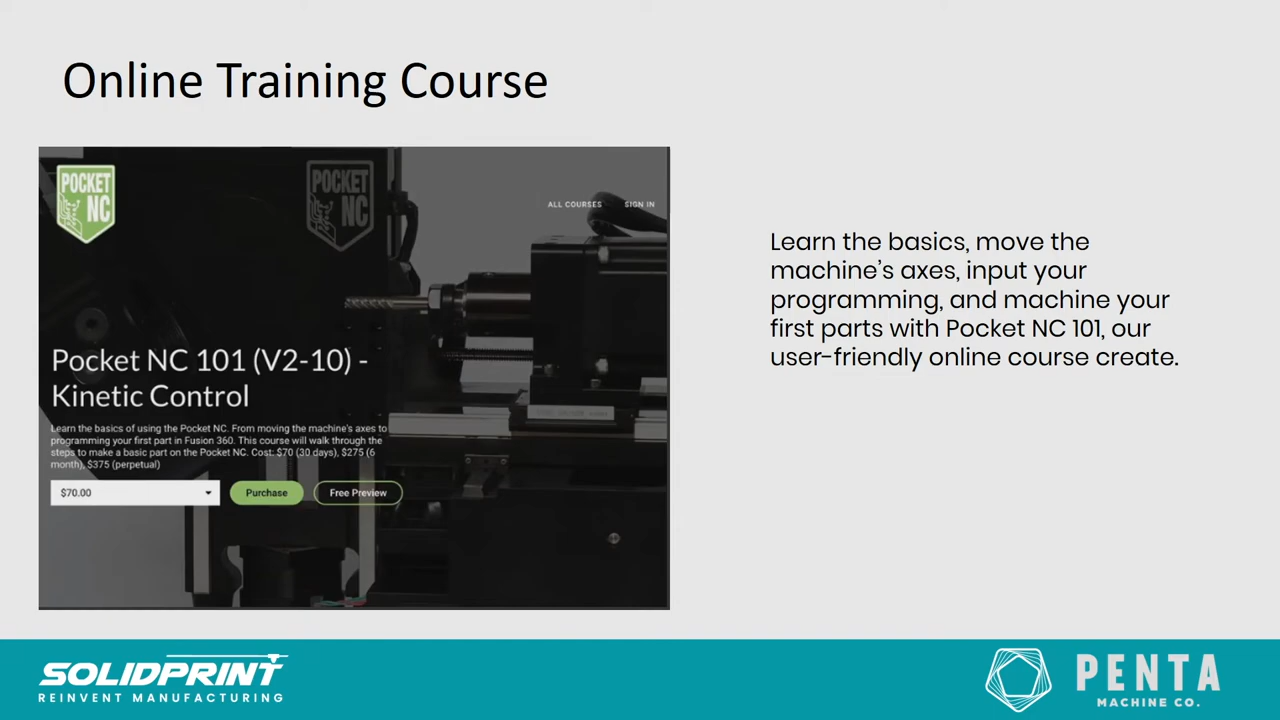 Online Training Course
POCKET
NC
POCKET
NC
ALL COURSES SIGN IN
Pocket NC 101 (V2-10) -
Kinetic Control
Learn the basics of using the Pocket NC. From moving the machine's axes to
programming your first part in Fusion 360. This course will walk through the
steps to make a basic part on the Pocket NC. Cost: $70 (30 days), $275 (6
month), $375 (perpetual)
$70.00 Purchase Free Preview
Learn the basics, move the
machine's axes, input your
programming, and machine your
first parts with Pocket NC 101, our
user-friendly online course create.
SOLIDPRINT
REINVENT MANUFACTURING
PENTA
MACHINE CO.